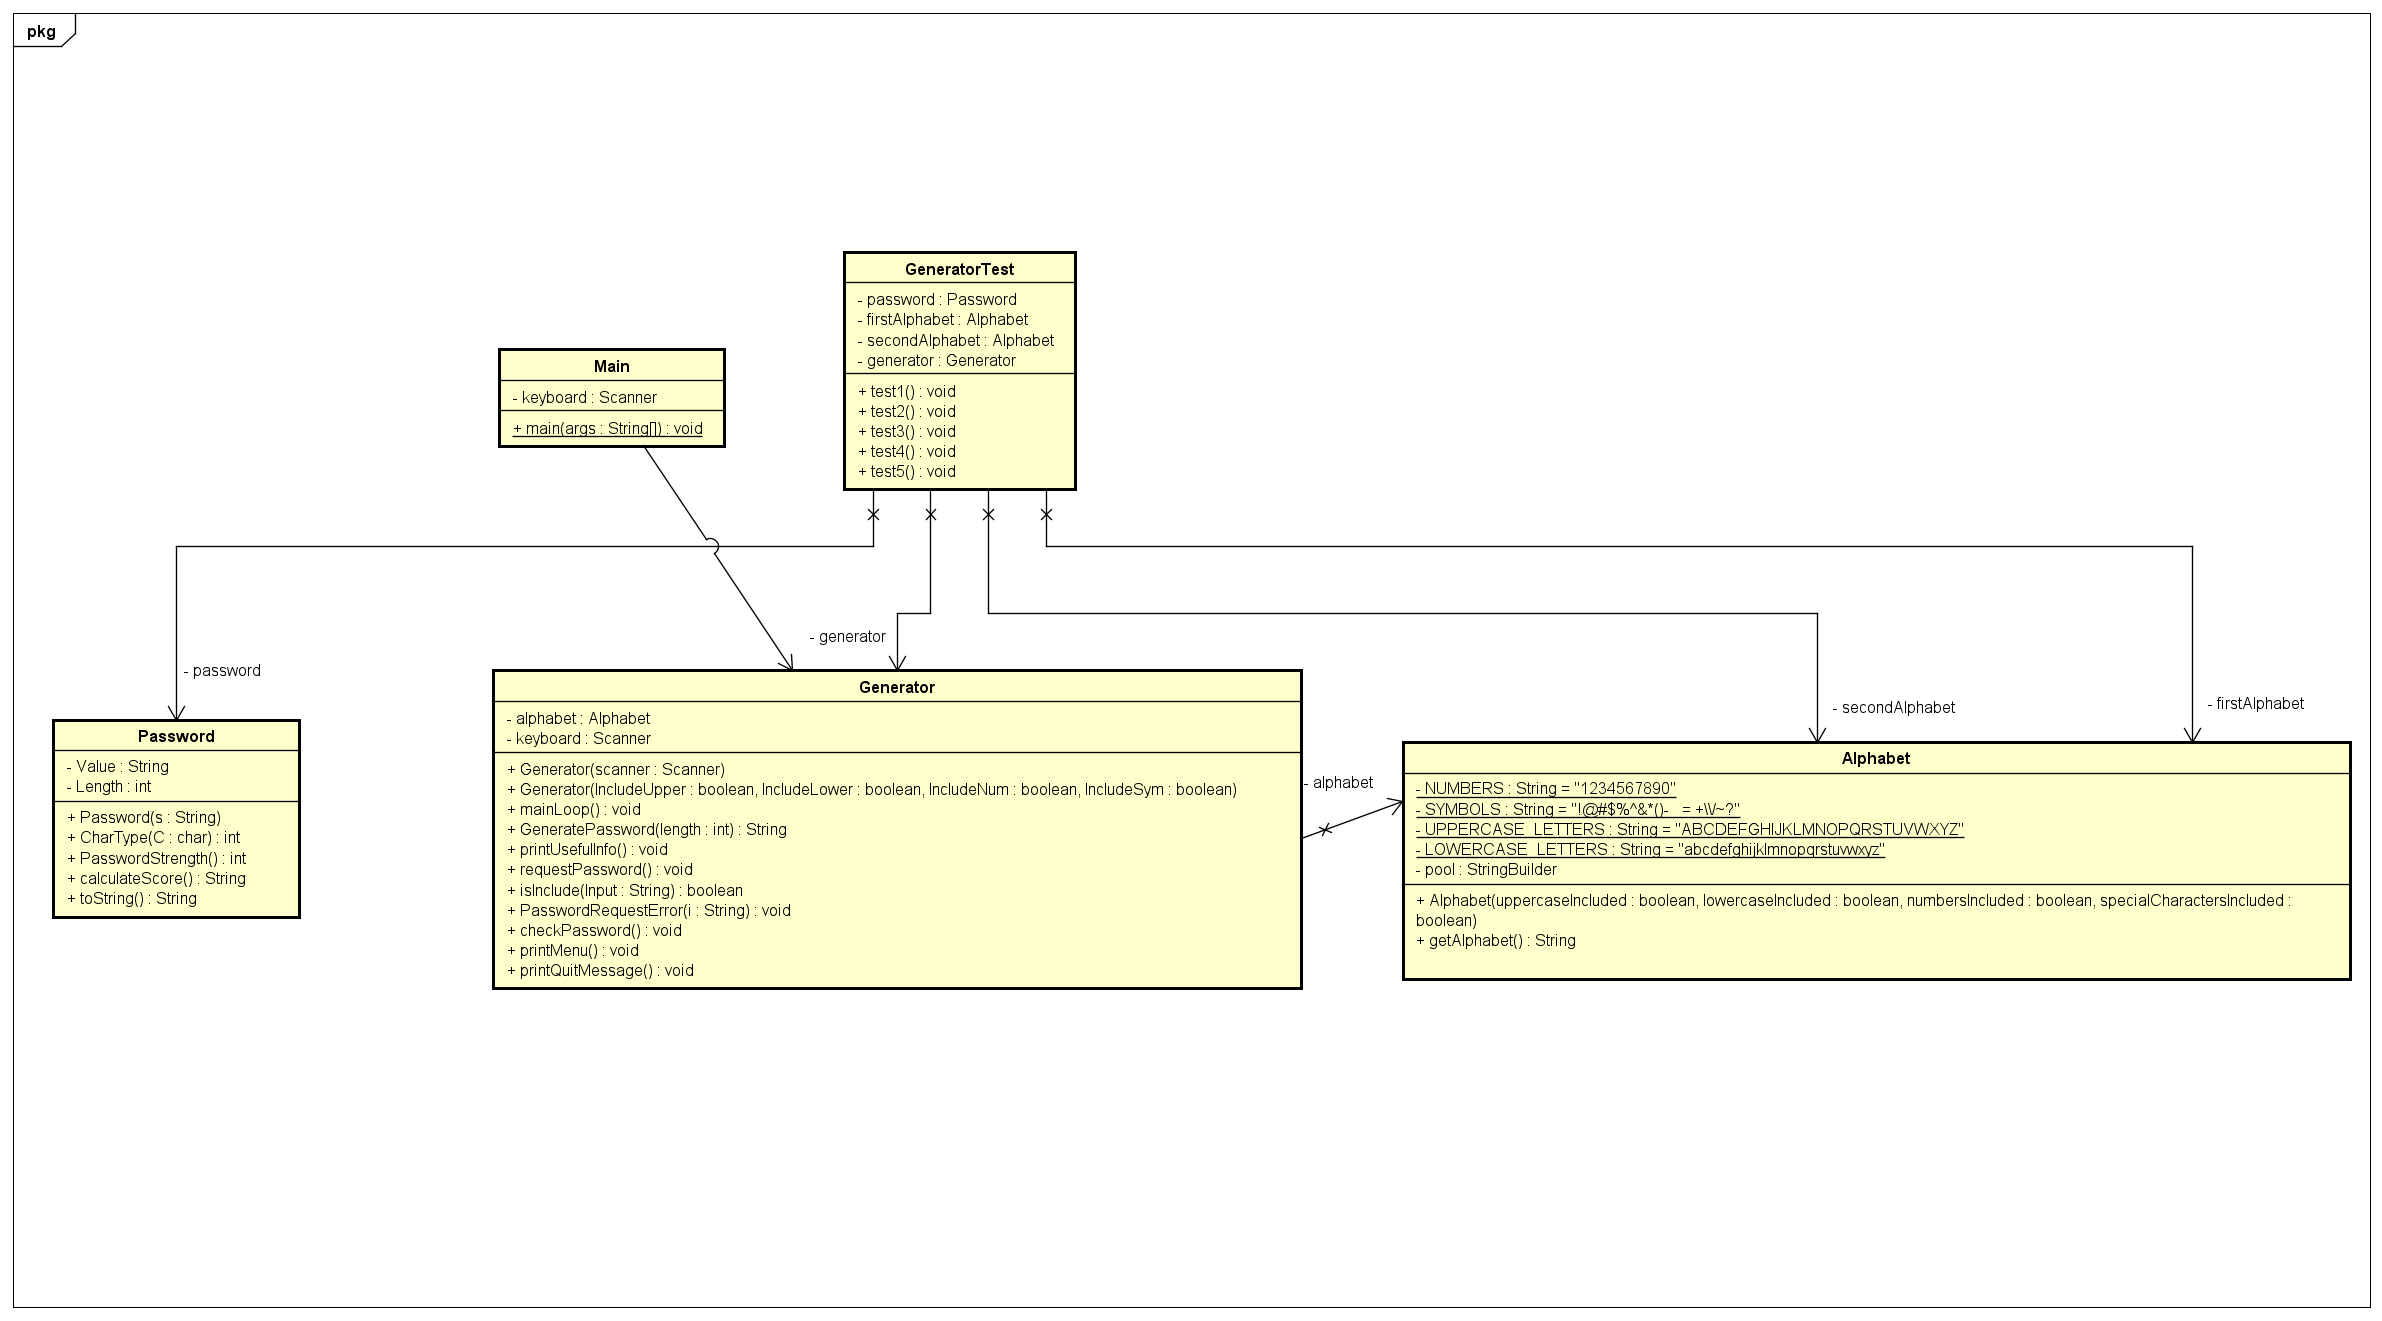 pkg
GeneratorTest
- password : Password
- firstAlphabet : Alphabet
- secondAlphabet : Alphabet
- generator : Generator
+ test1() : void
+ test2() : void
+ test3() : void
+ test4() : void
+ test5() : void
Main
- keyboard : Scanner
+ main(args : String[]) : void
- generator
- password
- secondAlphabet
- firstAlphabet
Password
- Value : String
- Length : int
+ Password(s : String)
+ CharType(C : char) : int
+ PasswordStrength() : int
+ calculateScore() : String
+ toString() : String
Generator
- alphabet : Alphabet
- keyboard : Scanner
+ Generator(scanner : Scanner)
+ Generator(IncludeUpper : boolean, IncludeLower : boolean, IncludeNum : boolean, IncludeSym : boolean)
+ mainLoop() : void
+ GeneratePassword(length : int) : String
+ printUsefulInfo() : void
+ requestPassword() : void
+ isInclude(Input : String) : boolean
+ PasswordRequestError(i : String) : void
+ checkPassword() : void
+ printMenu() : void
+ printQuitMessage() : void
- alphabet
Alphabet
- NUMBERS : String = "1234567890"
- SYMBOLS : String = "!@#$%^&*()-_=+\\/~?"
- UPPERCASE_LETTERS : String = "ABCDEFGHIJKLMNOPQRSTUVWXYZ"
- LOWERCASE_LETTERS : String = "abcdefghijklmnopqrstuvwxyz"
- pool : StringBuilder
+ Alphabet(uppercaseIncluded : boolean, lowercaseIncluded : boolean, numbersIncluded : boolean, specialCharactersIncluded :
boolean)
+ getAlphabet() : String